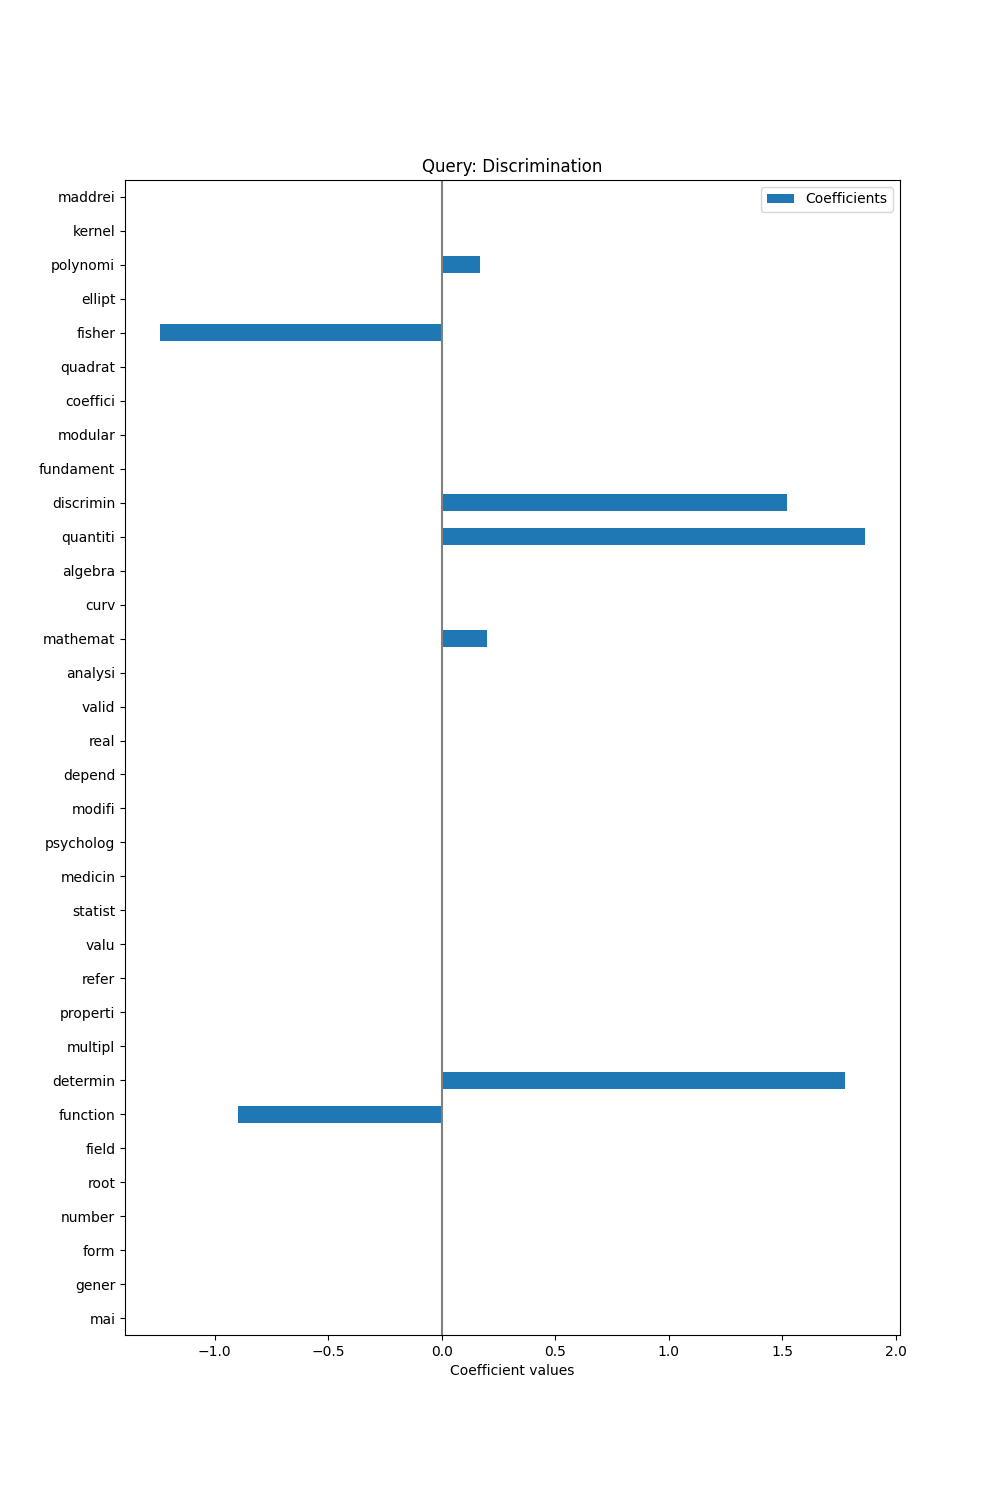 Query: Discrimination
Coefficients
maddrei
kernel
polynomi
ellipt
fisher
quadrat
coeffici
modular
fundament
discrimin
quantiti
algebra
curv
mathemat
analysi
valid
real
depend
modifi
psycholog
medicin
statist
valu
refer
properti
multipl
determin
function
field
root
number
form
gener
mai
−1.0 −0.5 0.0 0.5 1.0 1.5 2.0
Coefficient values